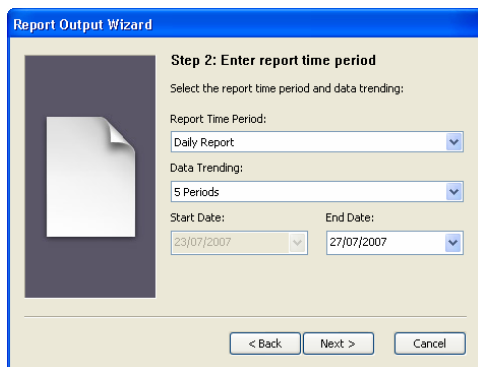 Report Output Wizard
Step 2: Enter report time period
Select the report time period and data trending:
Report Time Period:
Daily Report
Data Trending:
5 Periods
Start Date: End Date:
23/07/2007 27/07/2007
< Back Next > Cancel